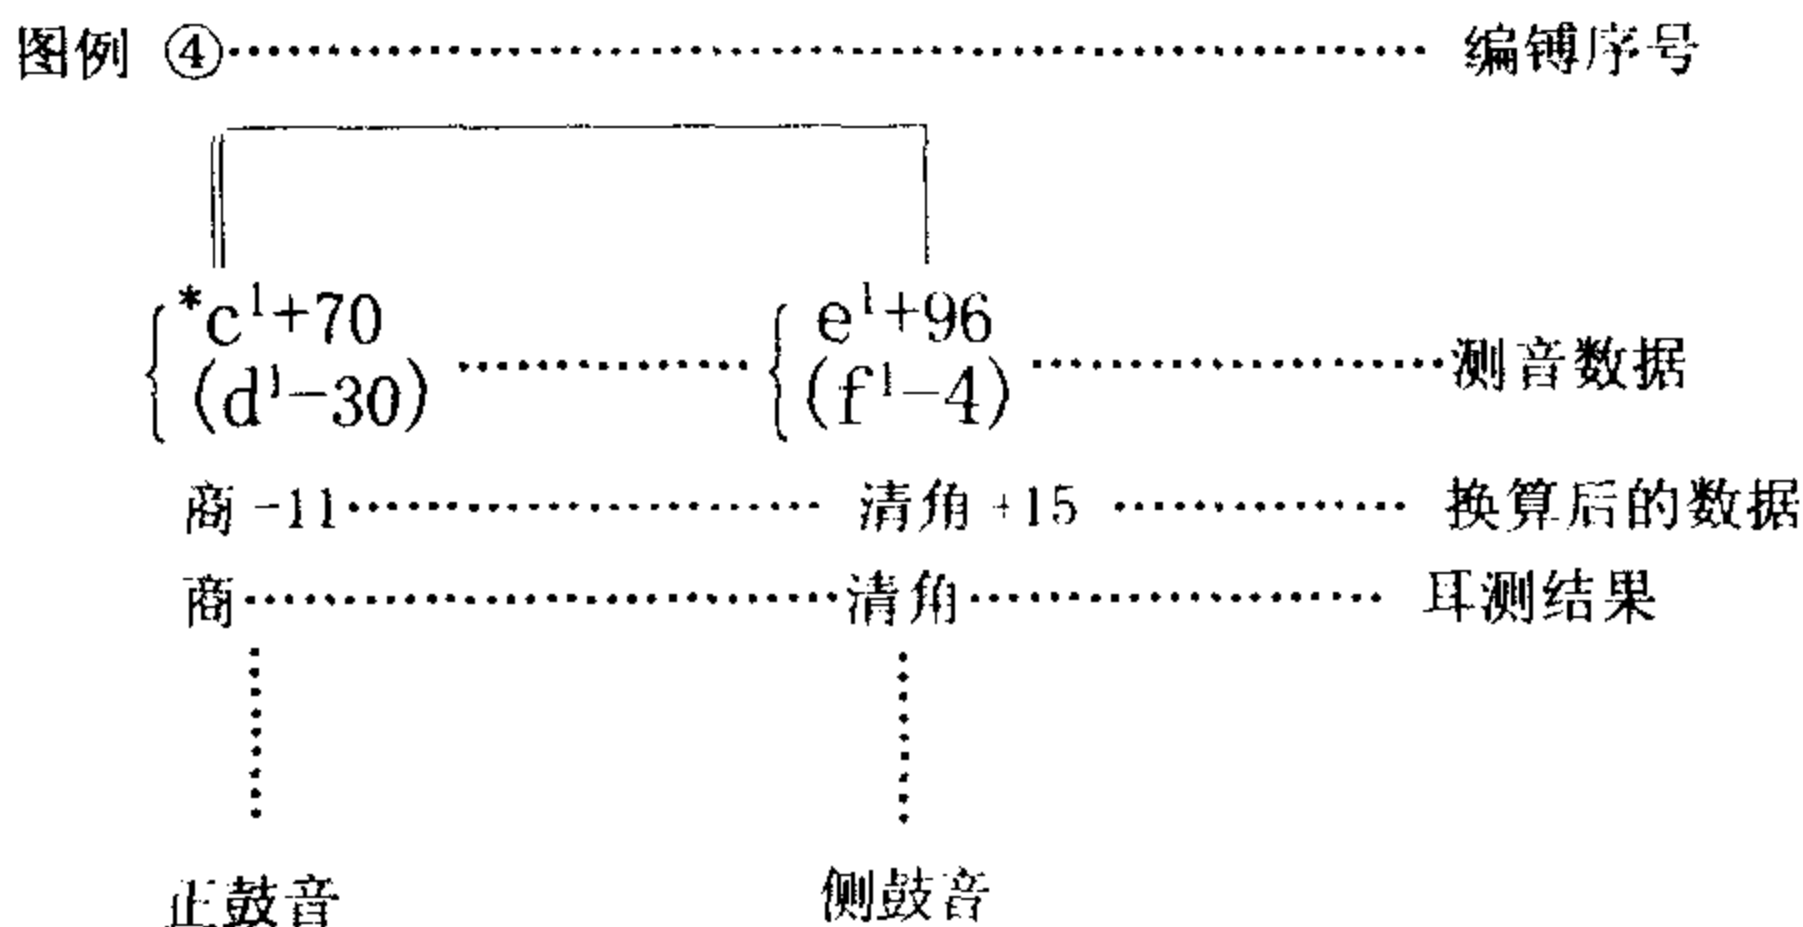 图例 ④…………………………………………… 编镈序号
*c¹+70 e¹+96
(d¹-30) ………… (f¹-4) ……………测音数据
商 -11………………… 清角 +15 ………… 换算后的数据
商……………………清角……………… 耳测结果
正鼓音 侧鼓音